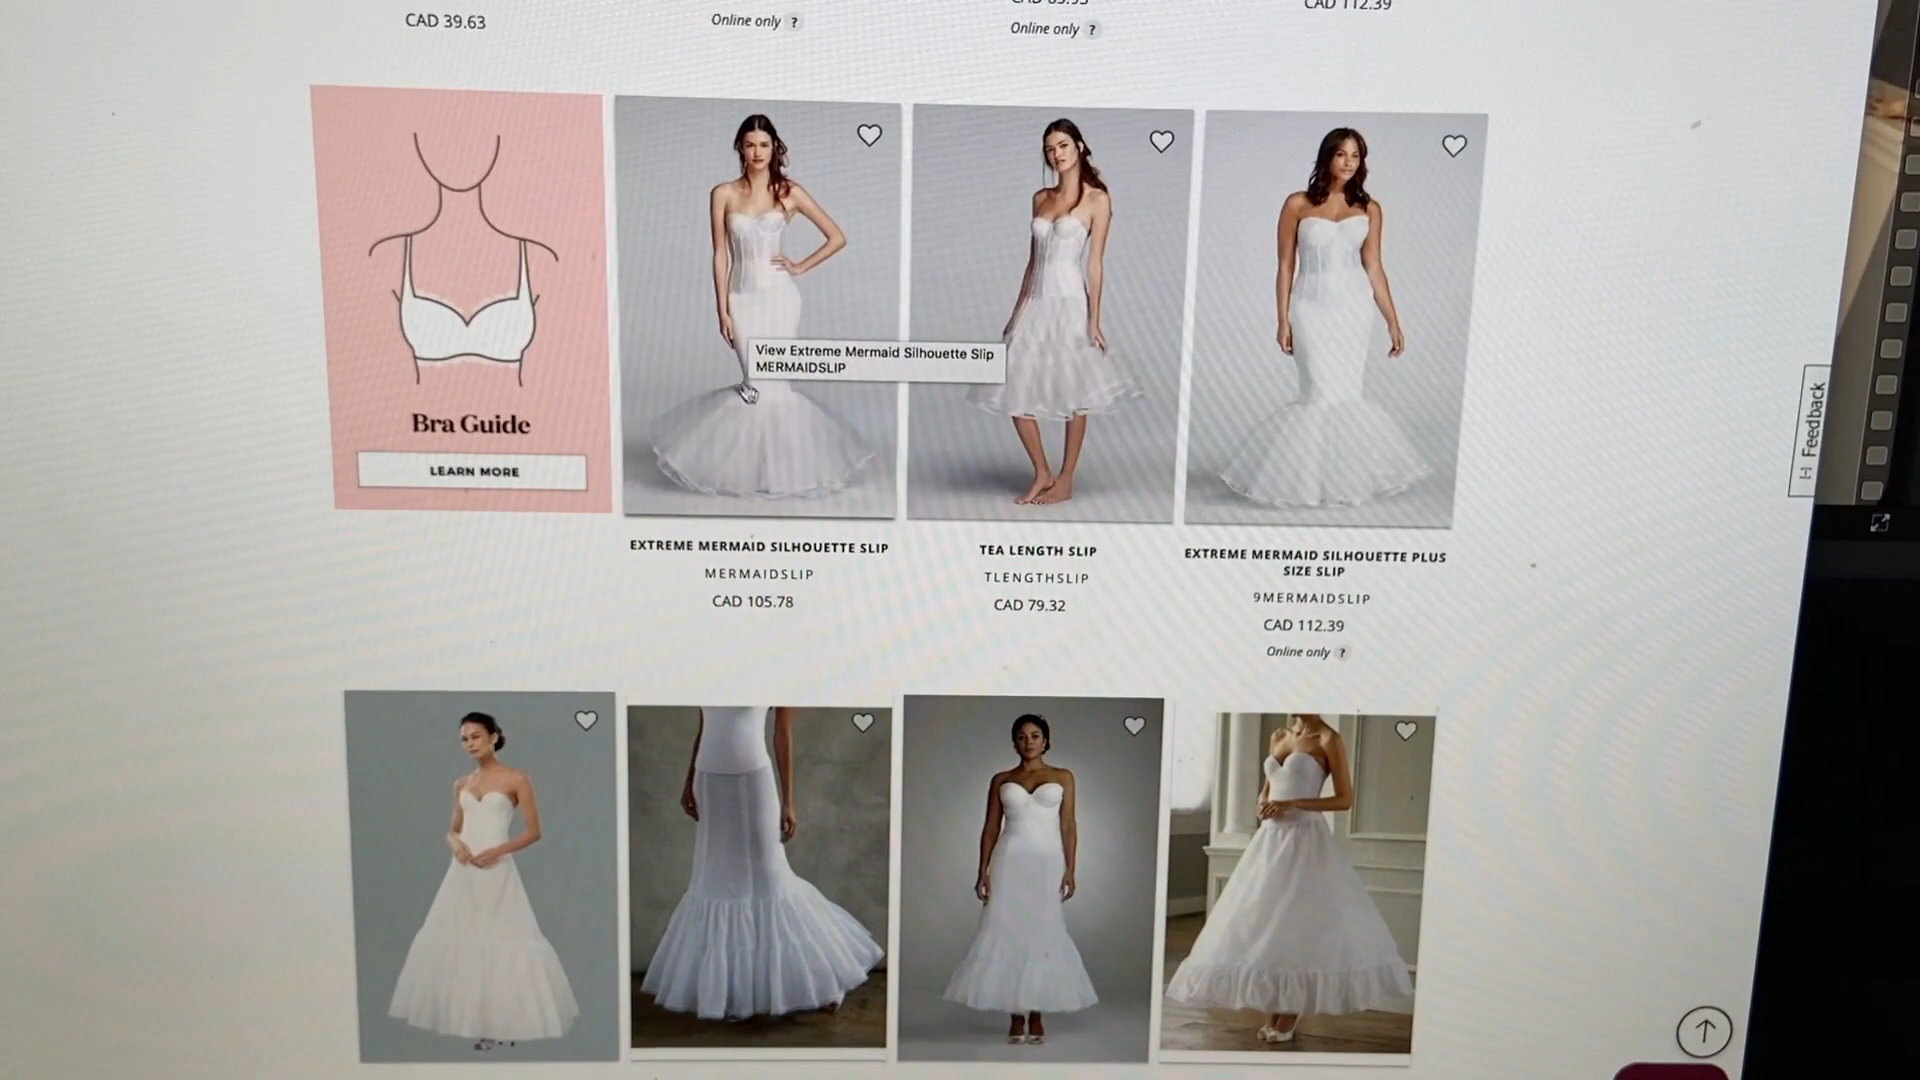 CAD 39.63
Online only ?
Online only ?
CAD 112.39
Bra Guide
LEARN MORE
View Extreme Mermaid Silhouette Slip
MERMAIDSLIP
EXTREME MERMAID SILHOUETTE SLIP
MERMAIDSLIP
CAD 105.78
TEA LENGTH SLIP
TLENGTHSLIP
CAD 79.32
EXTREME MERMAID SILHOUETTE PLUS
SIZE SLIP
9MERMAIDSLIP
CAD 112.39
Online only ?
[-] Feedback